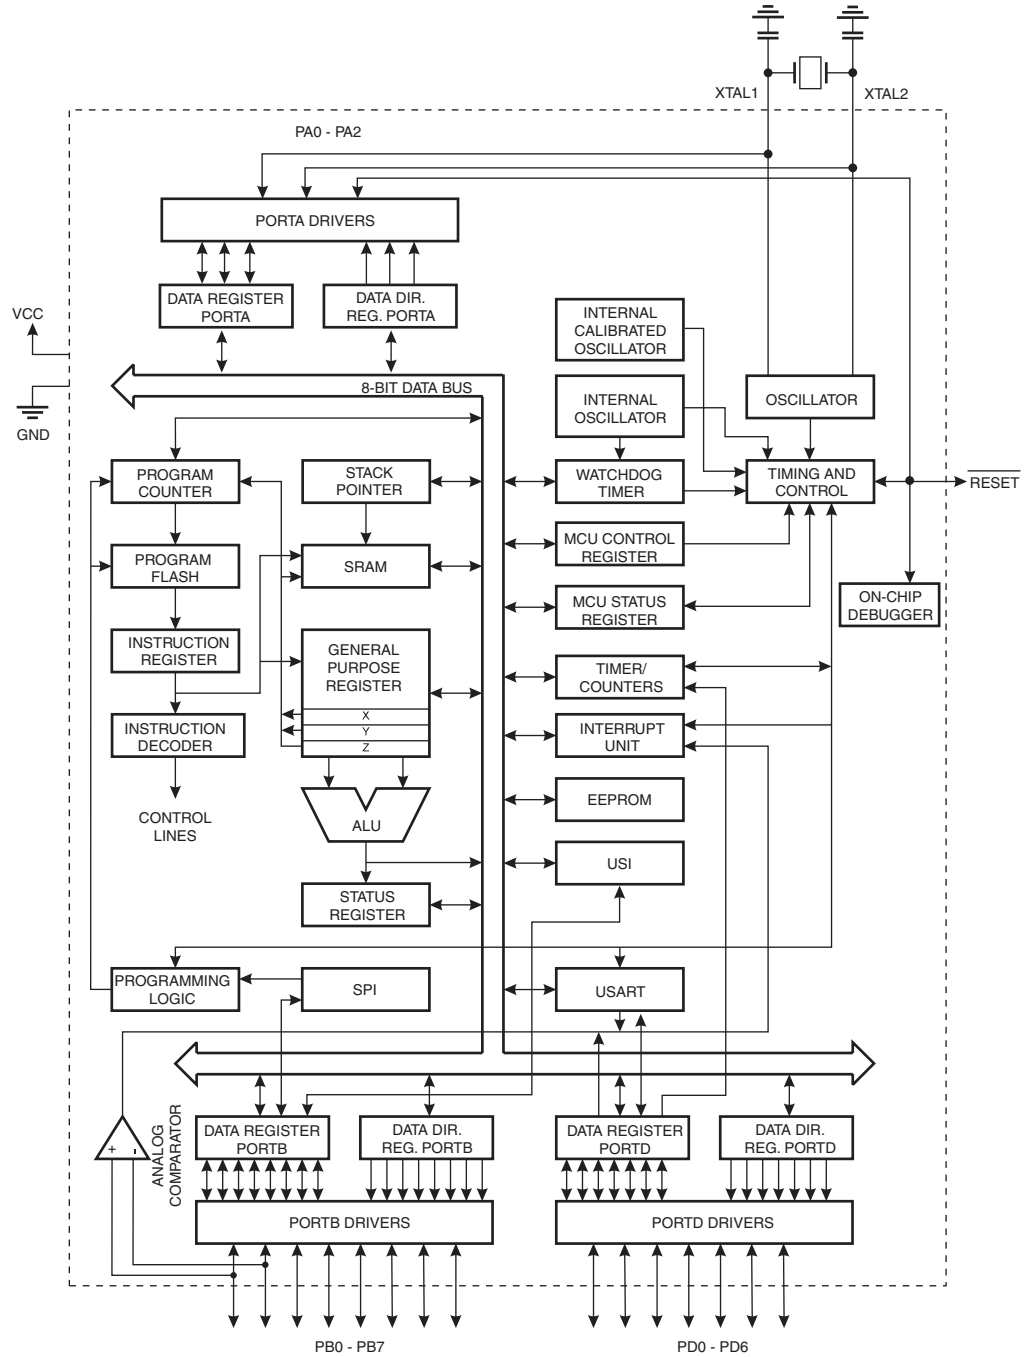 XTAL1
XTAL2
PA0 - PA2
PORTA DRIVERS
DATA REGISTER
PORTA
DATA DIR.
REG. PORTA
VCC
GND
8-BIT DATA BUS
INTERNAL
CALIBRATED
OSCILLATOR
INTERNAL
OSCILLATOR
OSCILLATOR
PROGRAM
COUNTER
STACK
POINTER
WATCHDOG
TIMER
TIMING AND
CONTROL
RESET
PROGRAM
FLASH
SRAM
MCU CONTROL
REGISTER
MCU STATUS
REGISTER
ON-CHIP
DEBUGGER
INSTRUCTION
REGISTER
GENERAL
PURPOSE
REGISTER
X
Y
Z
TIMER/
COUNTERS
INSTRUCTION
DECODER
INTERRUPT
UNIT
CONTROL
LINES
ALU
EEPROM
USI
STATUS
REGISTER
PROGRAMMING
LOGIC
SPI
USART
+
-
ANALOG
COMPARATOR
DATA REGISTER
PORTB
DATA DIR.
REG. PORTB
DATA REGISTER
PORTD
DATA DIR.
REG. PORTD
PORTB DRIVERS
PORTD DRIVERS
PB0 - PB7
PD0 - PD6